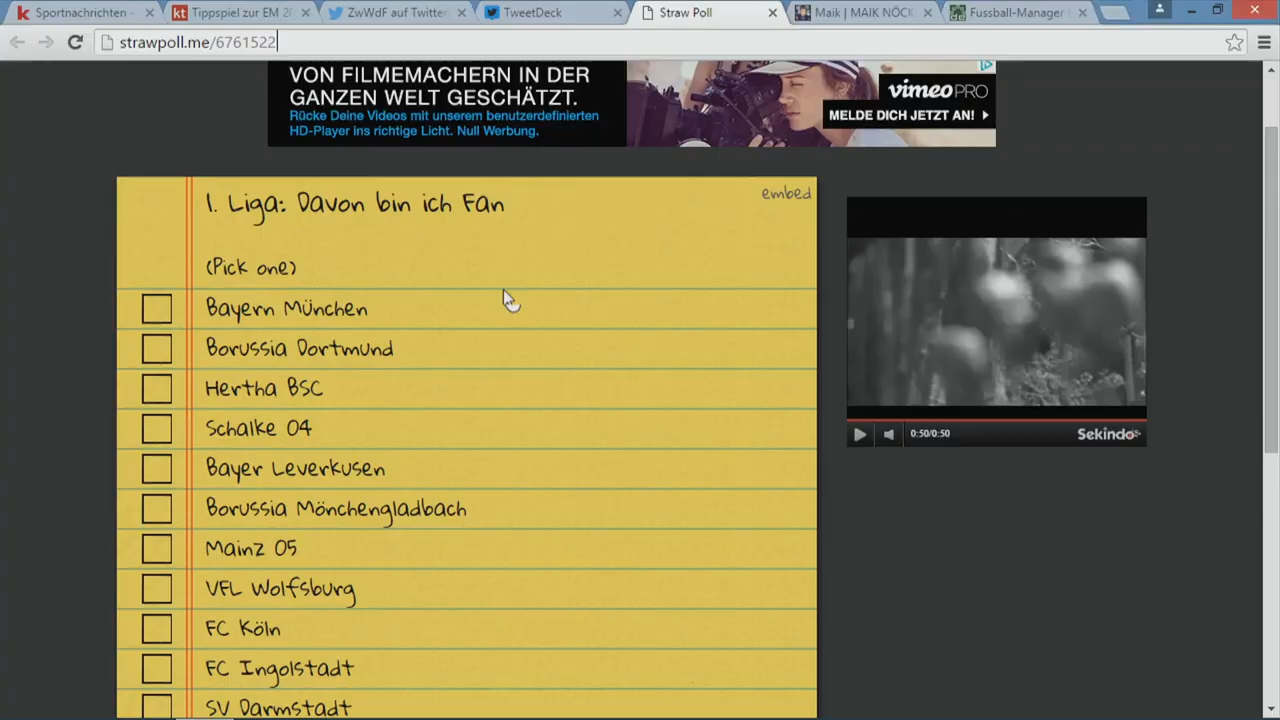 Sportnachrichten -
Tippspiel zur EM 20
ZwWdF auf Twitter
TweetDeck
Straw Poll
Maik | MAIK NÖCK
Fussball-Manager
strawpoll.me/6761522
VON FILMEMACHERN IN DER
GANZEN WELT GESCHÄTZT.
Rücke Deine Videos mit unserem benutzerdefinierten
HD-Player ins richtige Licht. Null Werbung.
vimeo PRO
MELDE DICH JETZT AN!
1. Liga: Davon bin ich Fan
embed
(Pick one)
Bayern München
Borussia Dortmund
Hertha BSC
Schalke 04
Bayer Leverkusen
Borussia Mönchengladbach
Mainz 05
VFL Wolfsburg
FC Köln
FC Ingolstadt
SV Darmstadt
0:50/0:50
Sekindo